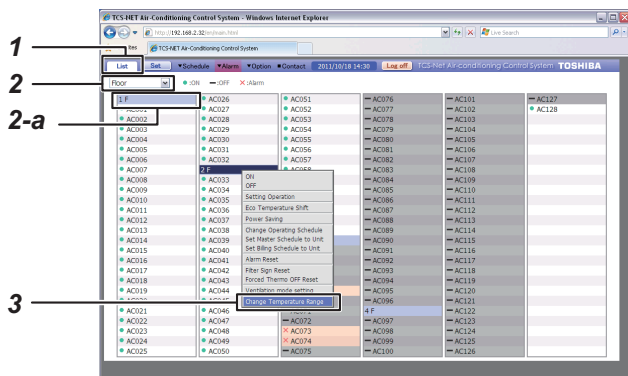 TCS-NET Air-Conditioning Control System - Windows Internet Explorer
http://192.168.2.32/en/main.html
Live Search
ites
TCS-NET Air-Conditioning Control System
1
List
Set
▼Schedule
▼Alarm
▼Option
■Contact
2011/10/18 14:30
Log off
TCS-Net Air-conditioning Control System
TOSHIBA
2
Floor
● :ON
— :OFF
✕ :Alarm
2-a
1 F
AC001
AC002
AC003
AC004
AC005
AC006
AC007
AC008
AC009
AC010
AC011
AC012
AC013
AC014
AC015
AC016
AC017
AC018
AC019
AC021
AC022
AC023
AC024
AC025
AC026
AC027
AC028
AC029
AC030
AC031
AC032
2 F
AC033
AC034
AC035
AC036
AC037
AC038
AC039
AC040
AC041
AC042
AC043
AC044
AC045
AC046
AC047
AC048
AC049
AC050
AC051
AC052
AC053
AC054
AC055
AC056
AC057
AC058
ON
OFF
Setting Operation
Eco Temperature Shift
Power Saving
Change Operating Schedule
Set Master Schedule to Unit
Set Biling Schedule to Unit
Alarm Reset
Filter Sign Reset
Forced Thermo OFF Reset
Ventilation mode setting
3
Change Temperature Range
AC071
AC072
AC073
AC074
AC075
AC076
AC077
AC078
AC079
AC080
AC081
AC082
AC083
AC084
AC085
AC086
AC087
AC088
AC089
AC090
AC091
AC092
AC093
AC094
AC095
AC096
4 F
AC097
AC098
AC099
AC100
AC101
AC102
AC103
AC104
AC105
AC106
AC107
AC108
AC109
AC110
AC111
AC112
AC113
AC114
AC115
AC116
AC117
AC118
AC119
AC120
AC121
AC122
AC123
AC124
AC125
AC126
AC127
AC128